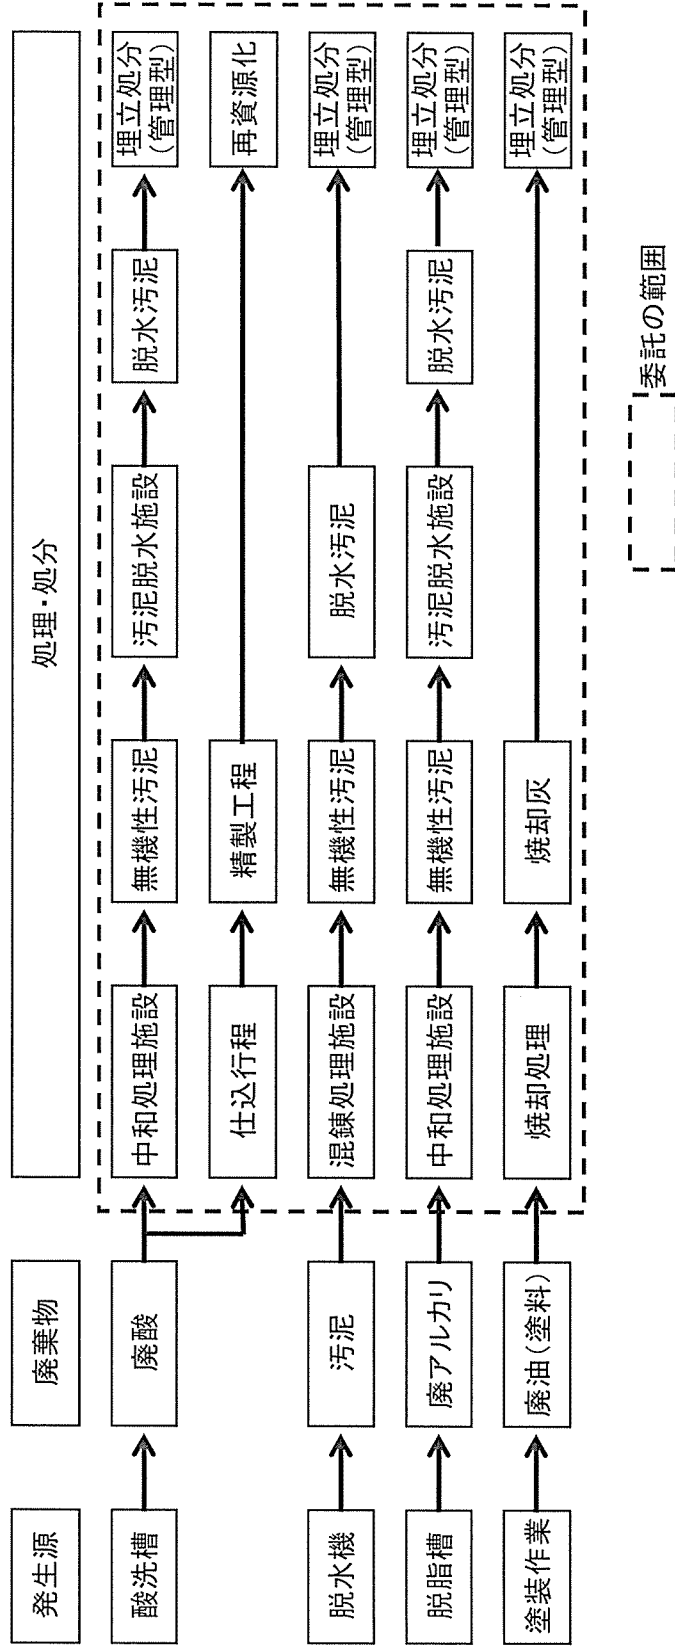 発生源
廃棄物
処理・処分
酸洗槽
廃酸
中和処理施設
無機性汚泥
汚泥脱水施設
脱水汚泥
埋立処分
(管理型)
仕込行程
精製工程
再資源化
脱水機
汚泥
混錬処理施設
無機性汚泥
脱水汚泥
埋立処分
(管理型)
脱脂槽
廃アルカリ
中和処理施設
無機性汚泥
汚泥脱水施設
脱水汚泥
埋立処分
(管理型)
塗装作業
廃油(塗料)
焼却処理
焼却灰
埋立処分
(管理型)
委託の範囲